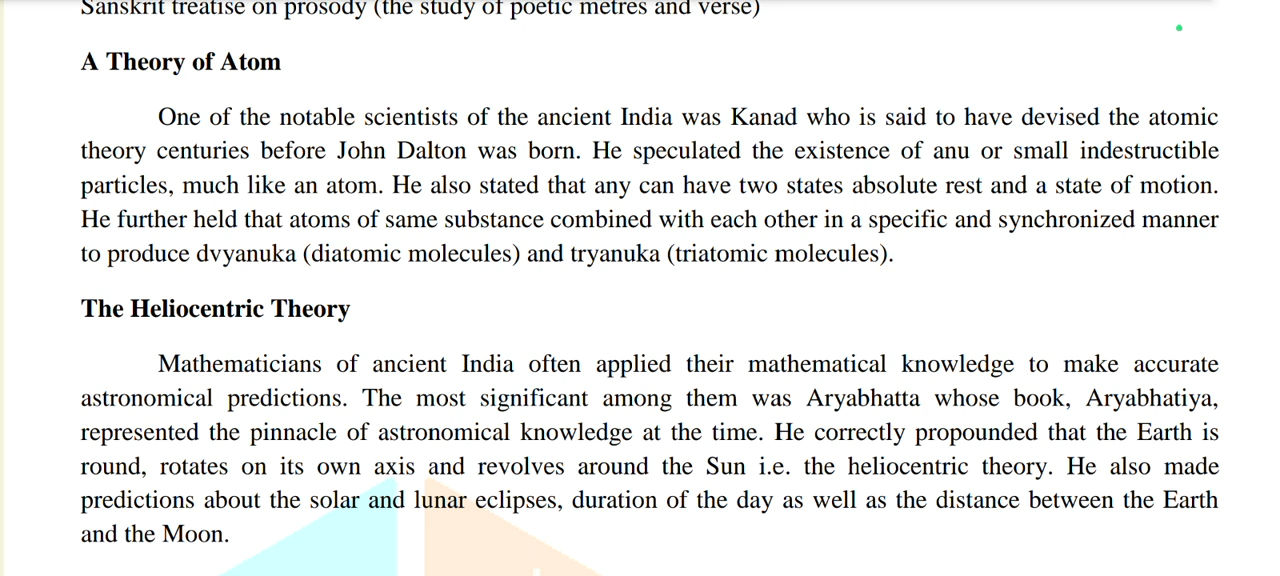 Sanskrit treatise on prosody (the study of poetic metres and verse)
A Theory of Atom
One of the notable scientists of the ancient India was Kanad who is said to have devised the atomic
theory centuries before John Dalton was born. He speculated the existence of anu or small indestructible
particles, much like an atom. He also stated that any can have two states absolute rest and a state of motion.
He further held that atoms of same substance combined with each other in a specific and synchronized manner
to produce dvyanuka (diatomic molecules) and tryanuka (triatomic molecules).
The Heliocentric Theory
Mathematicians of ancient India often applied their mathematical knowledge to make accurate
astronomical predictions. The most significant among them was Aryabhatta whose book, Aryabhatiya,
represented the pinnacle of astronomical knowledge at the time. He correctly propounded that the Earth is
round, rotates on its own axis and revolves around the Sun i.e. the heliocentric theory. He also made
predictions about the solar and lunar eclipses, duration of the day as well as the distance between the Earth
and the Moon.